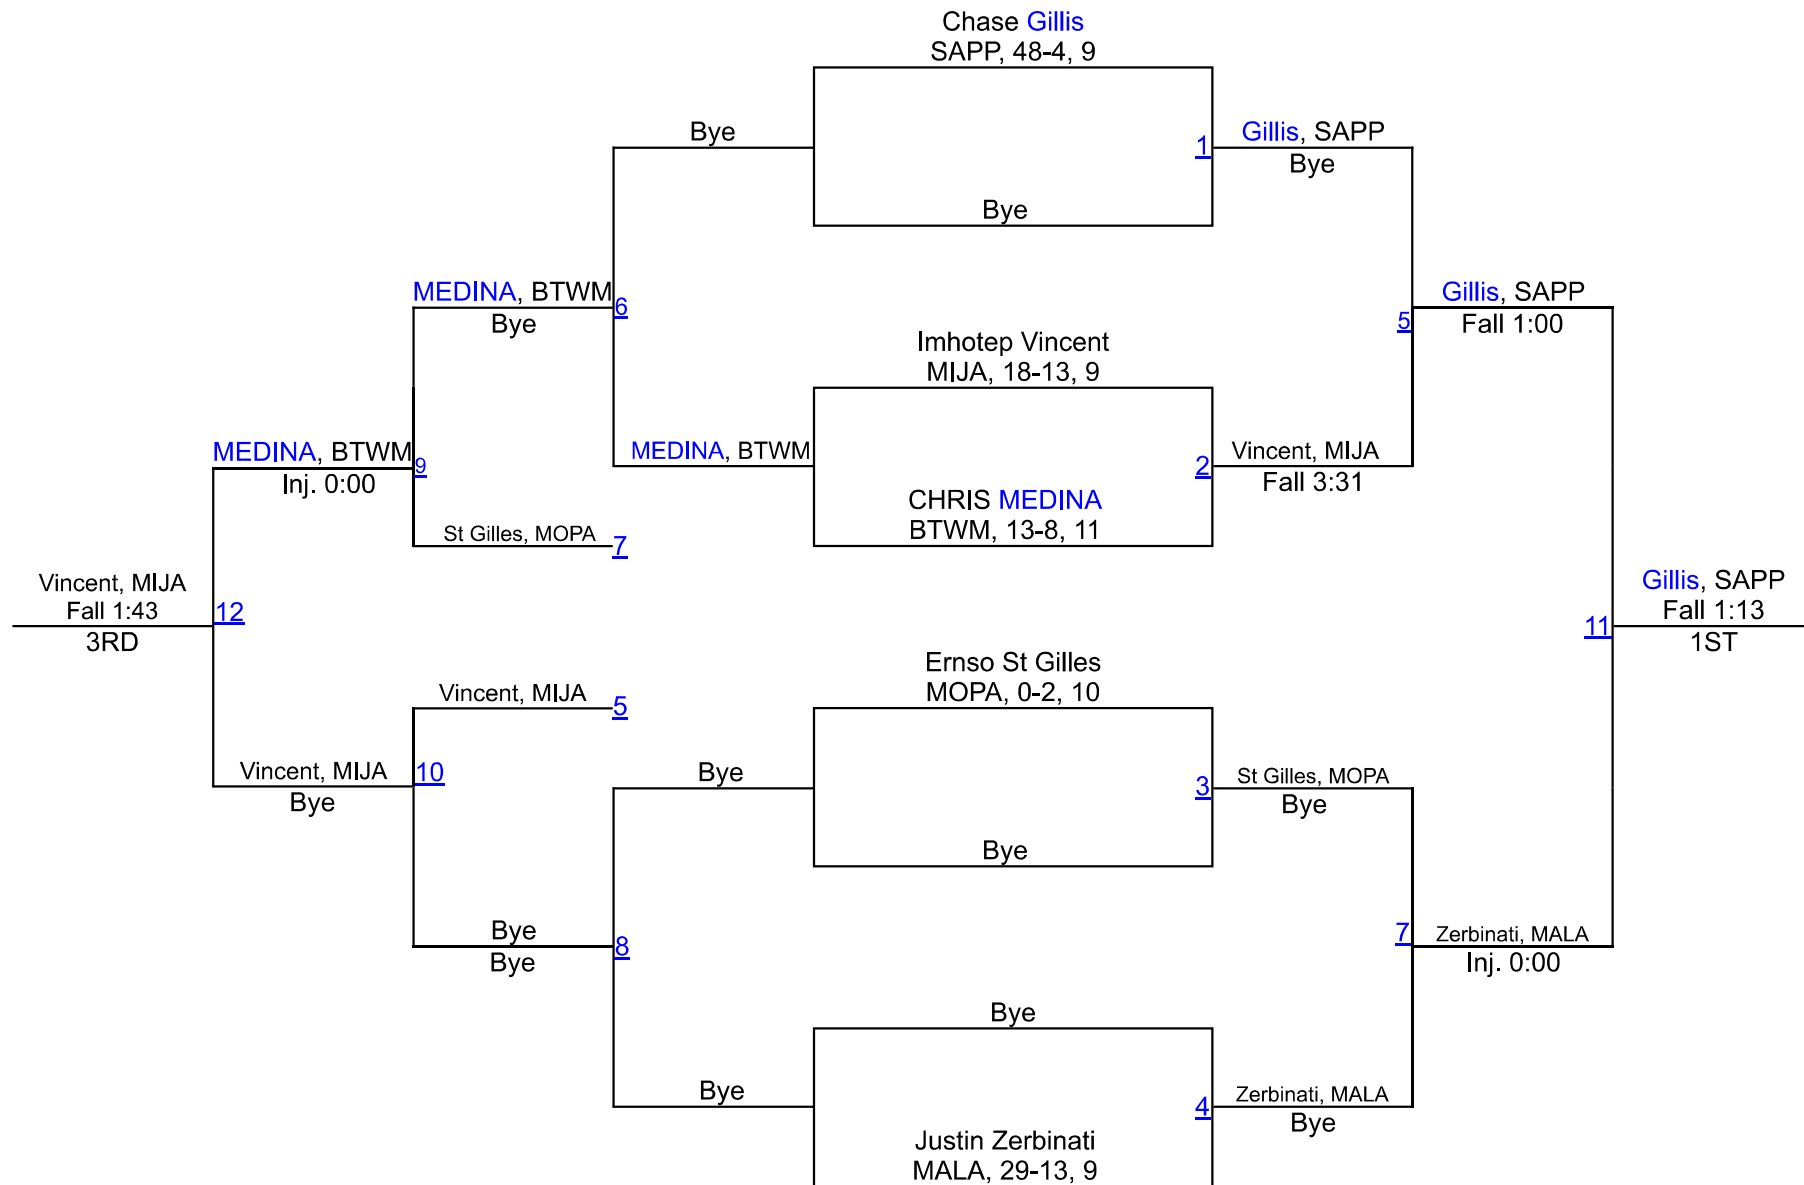 Chase Gillis
SAPP, 48-4, 9
Bye
1
Gillis, SAPP
Bye
Bye
MEDINA, BTWM
Bye
6
Gillis, SAPP
Fall 1:00
5
Imhotep Vincent
MIJA, 18-13, 9
MEDINA, BTWM
Inj. 0:00
9
MEDINA, BTWM
2
Vincent, MIJA
Fall 3:31
CHRIS MEDINA
BTWM, 13-8, 11
St Gilles, MOPA
7
Vincent, MIJA
Fall 1:43
3RD
12
Gillis, SAPP
Fall 1:13
1ST
11
Ernso St Gilles
MOPA, 0-2, 10
Vincent, MIJA
5
Vincent, MIJA
Bye
10
Bye
3
St Gilles, MOPA
Bye
Bye
Bye
Bye
8
7
Zerbinati, MALA
Inj. 0:00
Bye
Bye
4
Zerbinati, MALA
Bye
Justin Zerbinati
MALA, 29-13, 9